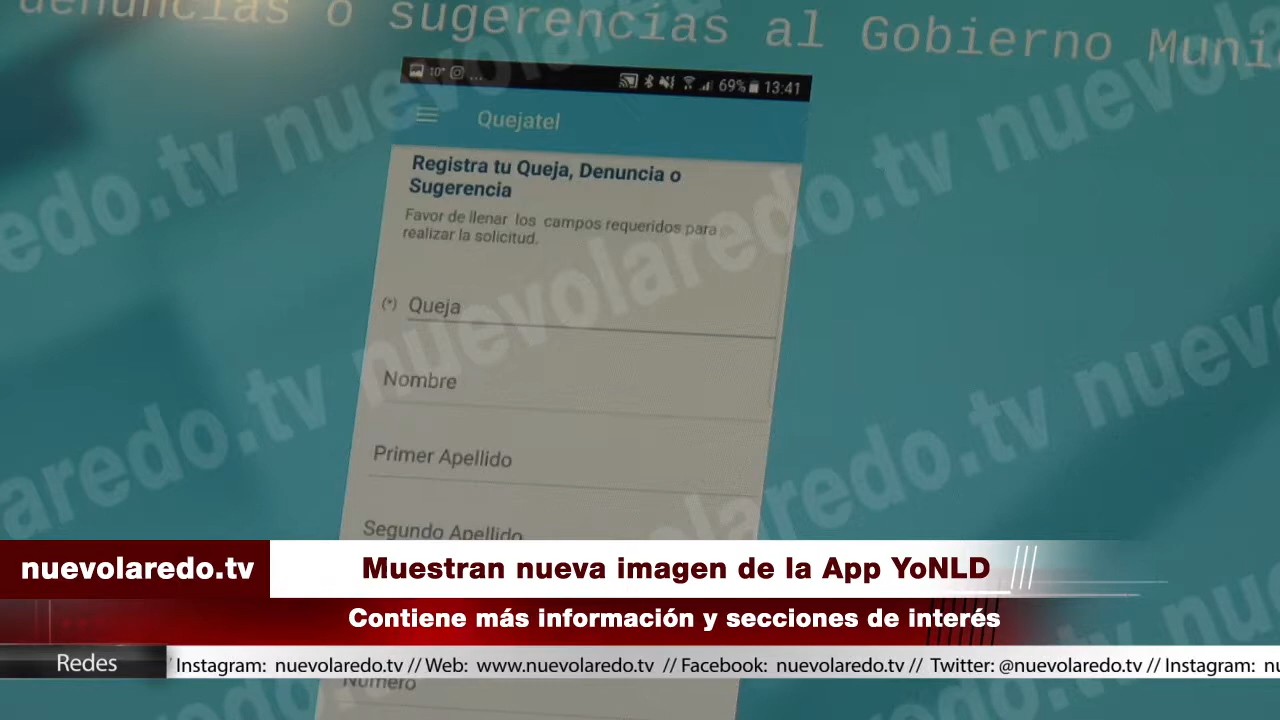 denuncias o sugerencias al Gobierno
10°
69% 13:41
Quejatel
Registra tu Queja, Denuncia o
Sugerencia
Favor de llenar los campos requeridos para
realizar la solicitud.
(*) Queja
Nombre
Primer Apellido
Segundo Apellido
nuevolaredo.tv
Muestran nueva imagen de la App YoNLD
Contiene más información y secciones de interés
Redes
Instagram: nuevolaredo.tv // Web: www.nuevolaredo.tv // Facebook: nuevolaredo.tv // Twitter: @nuevolaredo.tv // Instagram:
Número
nuevolaredo.tv